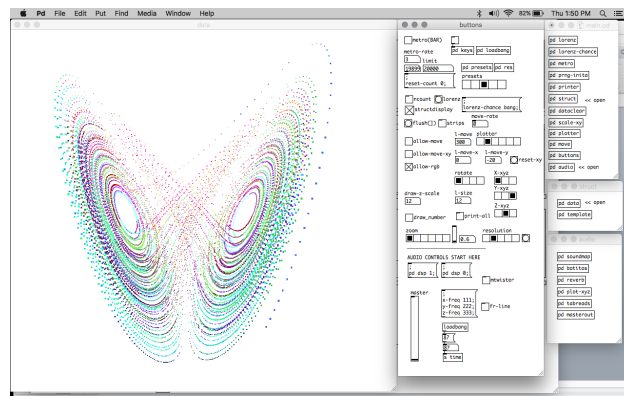 Pd File Edit Put Find Media Window Help
82% Thu 1:50 PM
data
buttons
main.pd
metro(BAR)
metro-rate
pd keys
pd loadbang
3
limit
19899
20000
pd presets
pd res
;
reset-count 0;
presets
ncount
lorenz
;
lorenz-chance bang;
structdisplay
move-rate
flush()
strips
0
l-move
plotter
allow-move
300
allow-move-xy
l-move-x
l-move-y
0
-20
reset-xy
allow-rgb
rotate
X-xyz
draw-z-scale
l-size
Y-xyz
12
12
Z-xyz
draw_number
print-all
zoom
resolution
0.6
AUDIO CONTROLS START HERE
;
pd dsp 1;
;
pd dsp 0;
mtwister
master
;
x-freq 111;
y-freq 222;
z-freq 333;
fr-line
loadbang
s time
pd lorenz
pd lorenz-chance
pd metro
pd prng-inits
pd printer
pd struct << open
pd dataclear
pd scale-xy
pd plotter
pd move
pd buttons
pd audio << open
struct
pd data << open
pd template
audio
pd soundmap
pd bottltos
pd reverb
pd plot-xyz
pd tabreads
pd masterout